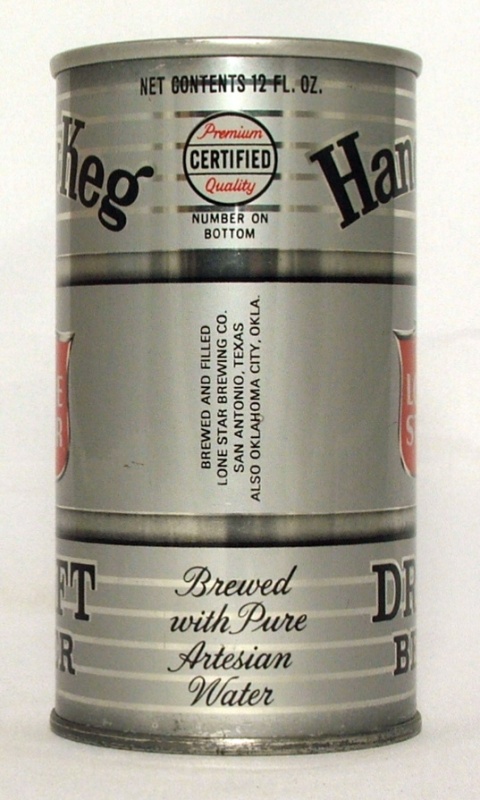 NET CONTENTS 12 FL. OZ.
Premium
CERTIFIED
Quality
NUMBER ON
BOTTOM
Keg
Han
BREWED AND FILLED
LONE STAR BREWING CO.
SAN ANTONIO, TEXAS
ALSO OKLAHOMA CITY, OKLA.
E
R
L
S
FT
R
DR
B
Brewed
with Pure
Artesian
Water